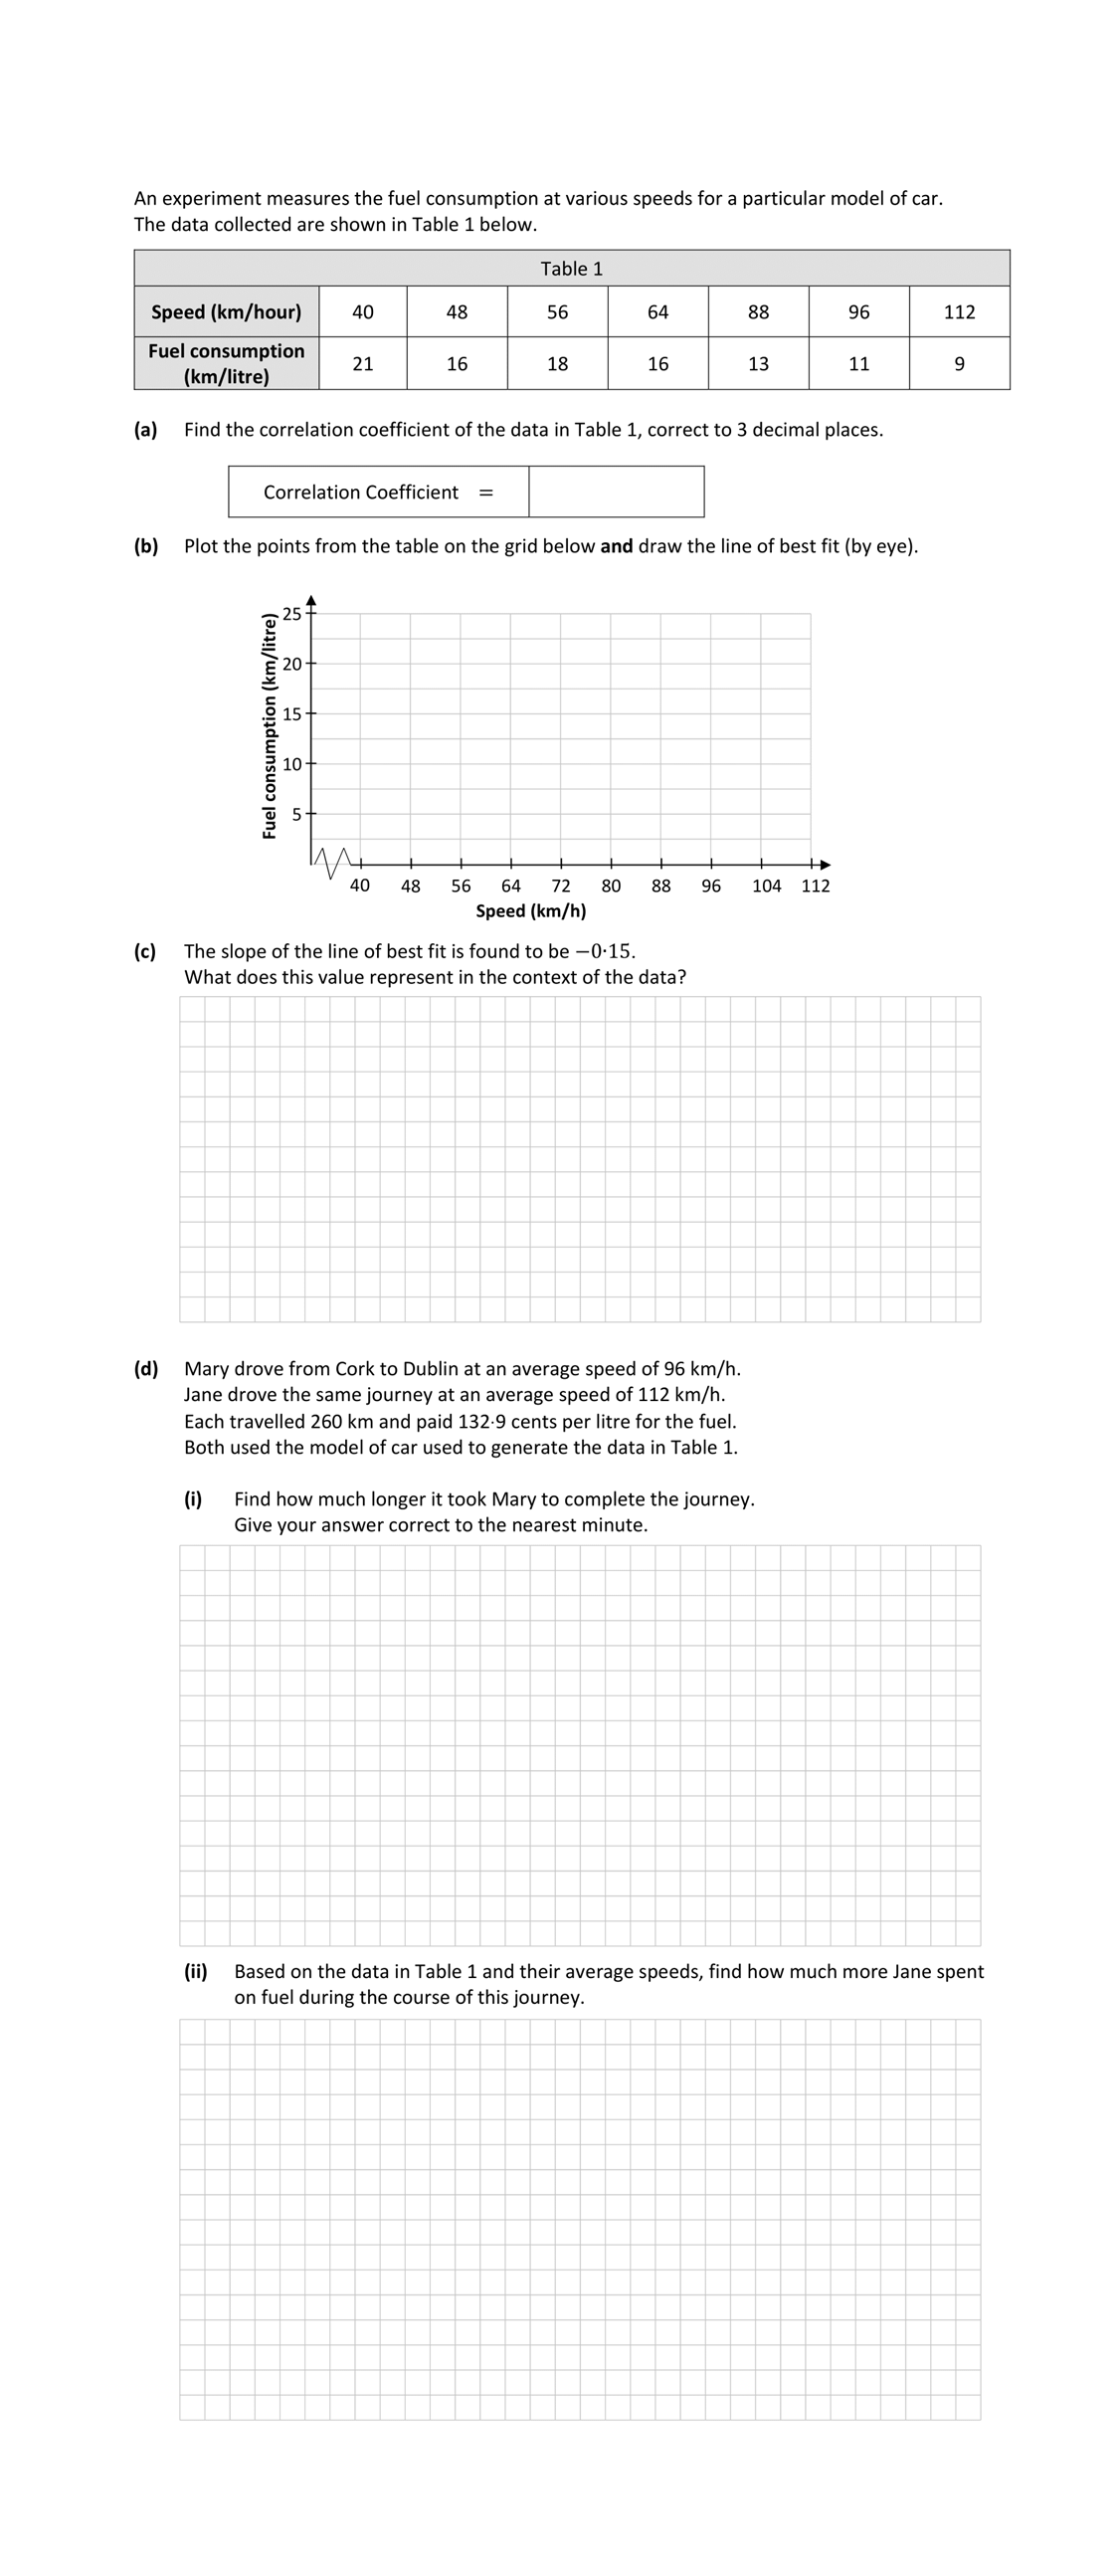 An experiment measures the fuel consumption at various speeds for a particular model of car.
The data collected are shown in Table 1 below.
Table 1
Speed (km/hour) 40 48 56 64 88 96 112
Fuel consumption
(km/litre) 21 16 18 16 13 11 9
(a) Find the correlation coefficient of the data in Table 1, correct to 3 decimal places.
Correlation Coefficient =
(b) Plot the points from the table on the grid below and draw the line of best fit (by eye).
Fuel consumption (km/litre)
25
20
15
10
5
40 48 56 64 72 80 88 96 104 112
Speed (km/h)
(c) The slope of the line of best fit is found to be −0·15.
What does this value represent in the context of the data?
(d) Mary drove from Cork to Dublin at an average speed of 96 km/h.
Jane drove the same journey at an average speed of 112 km/h.
Each travelled 260 km and paid 132·9 cents per litre for the fuel.
Both used the model of car used to generate the data in Table 1.
(i) Find how much longer it took Mary to complete the journey.
Give your answer correct to the nearest minute.
(ii) Based on the data in Table 1 and their average speeds, find how much more Jane spent
on fuel during the course of this journey.